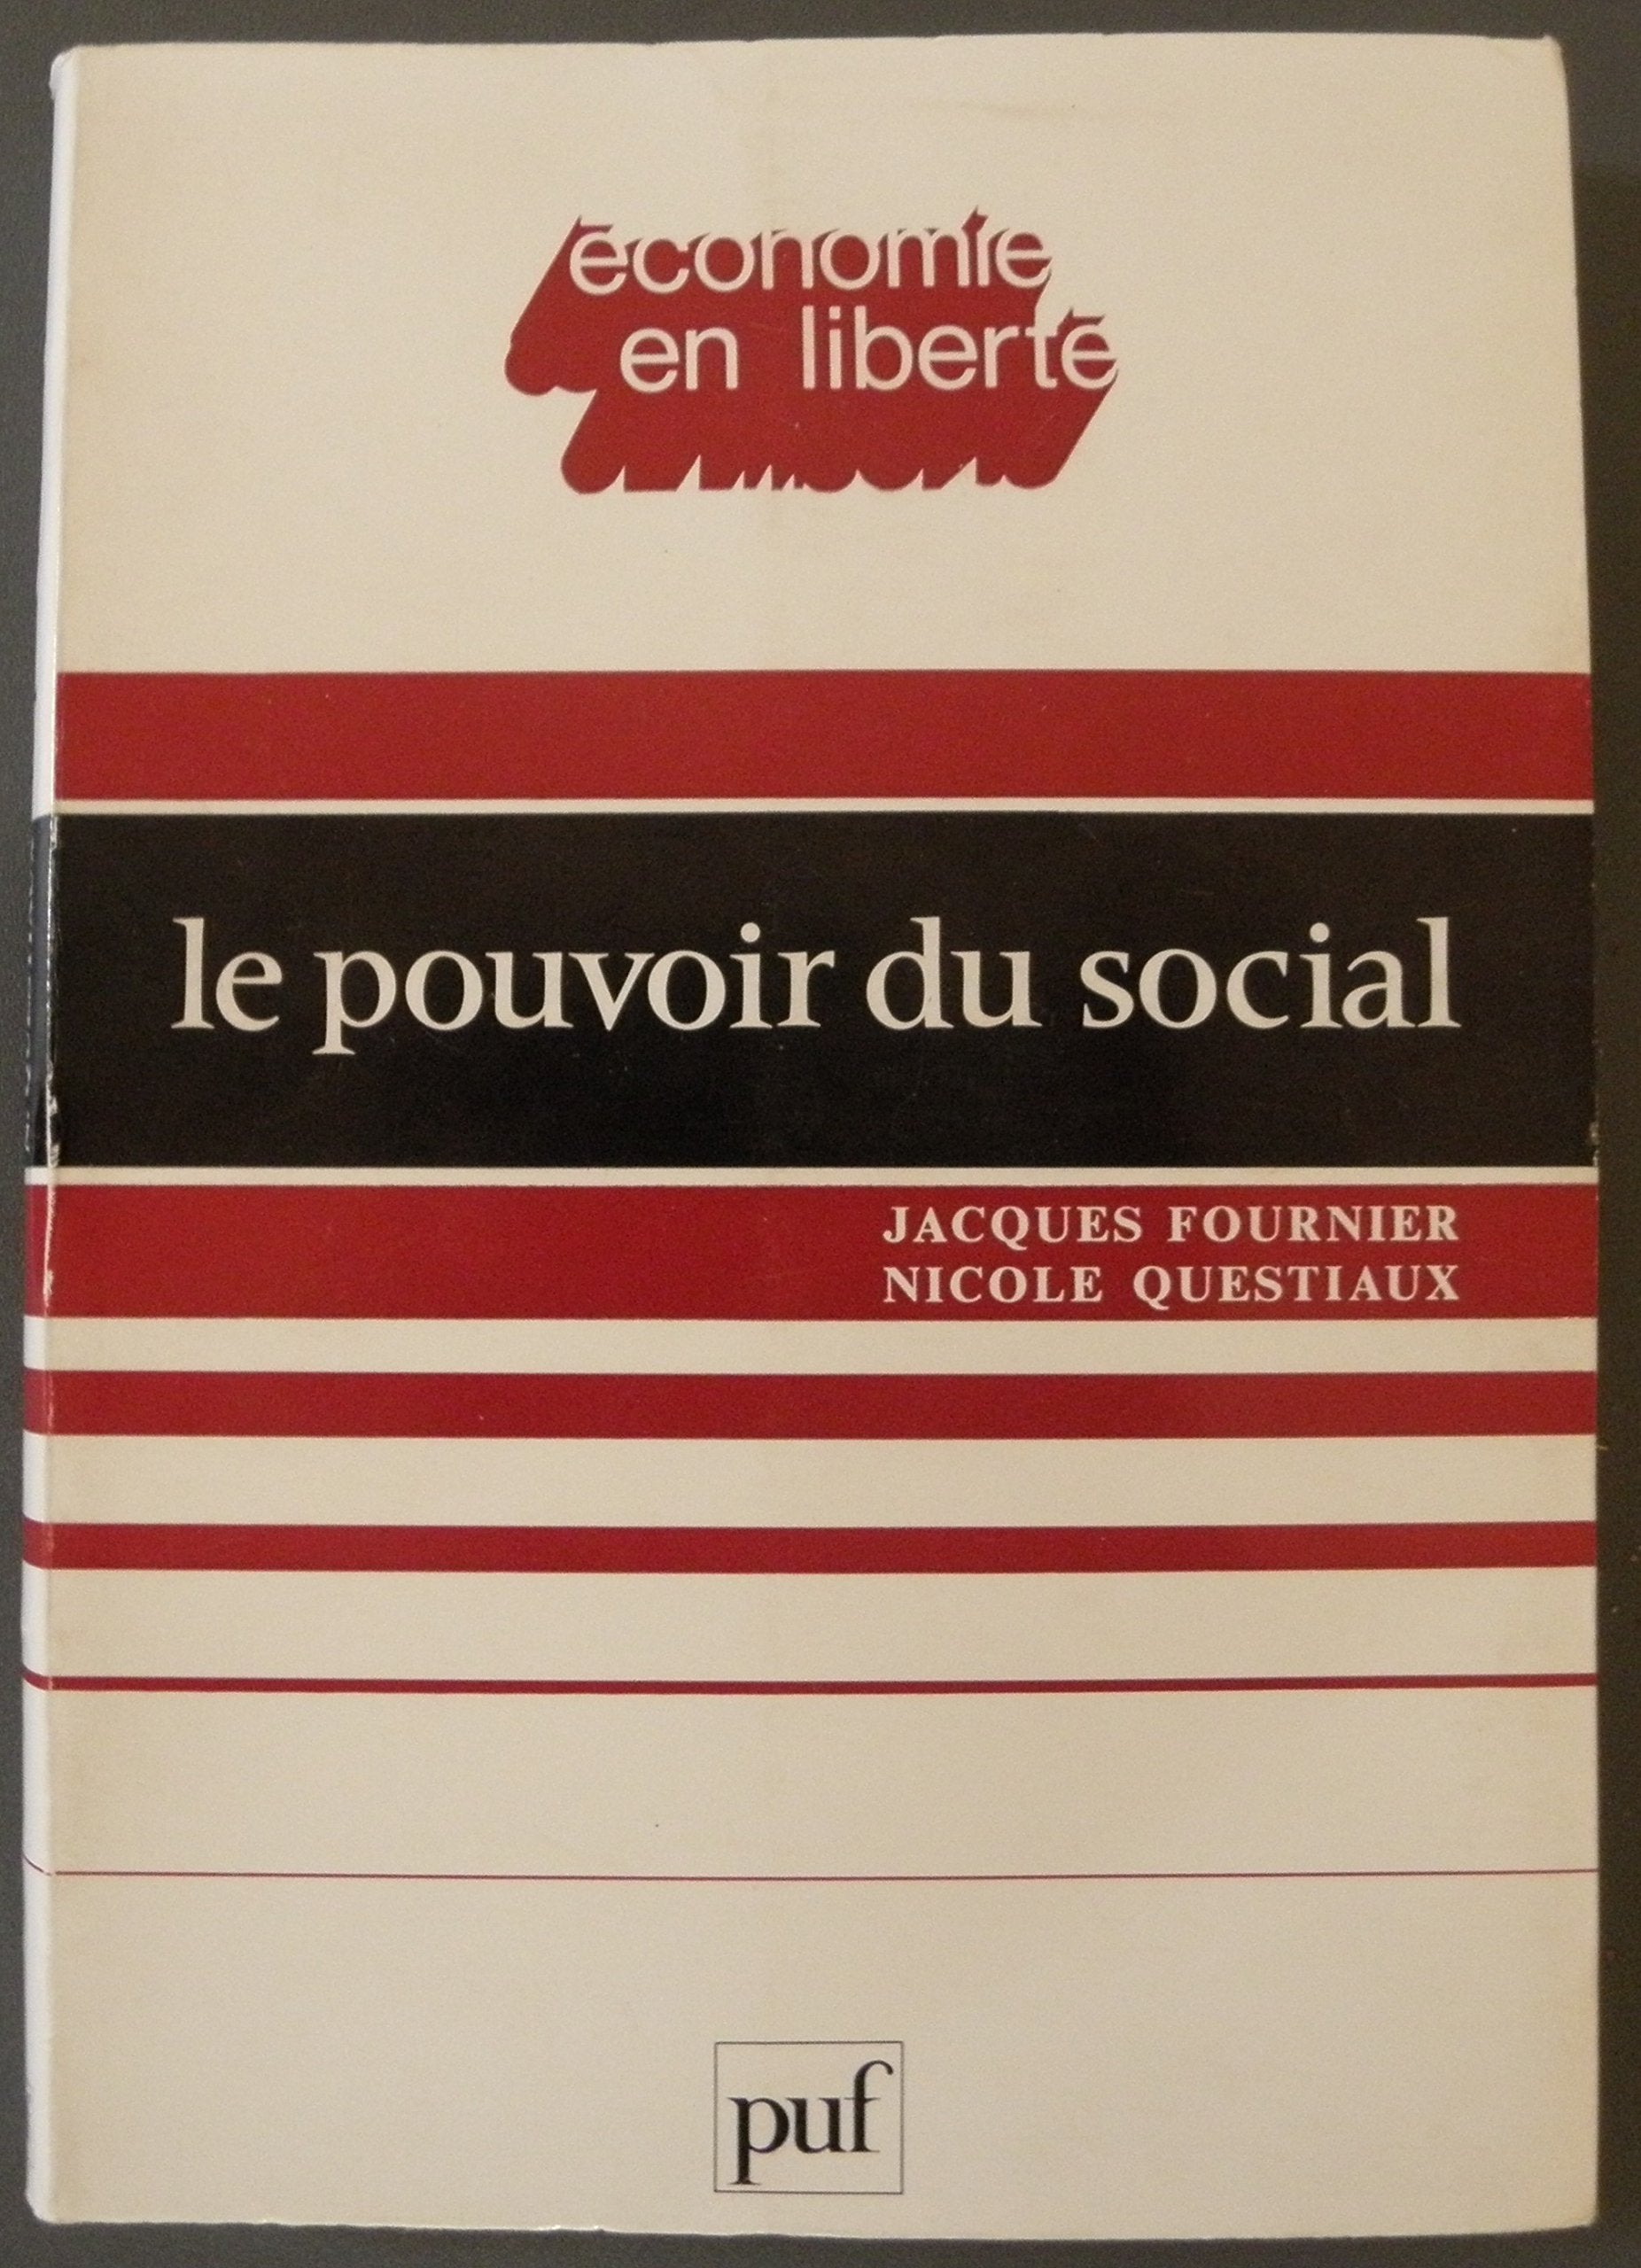 économie
en liberté
le pouvoir du social
JACQUES FOURNIER
NICOLE QUESTIAUX
puf